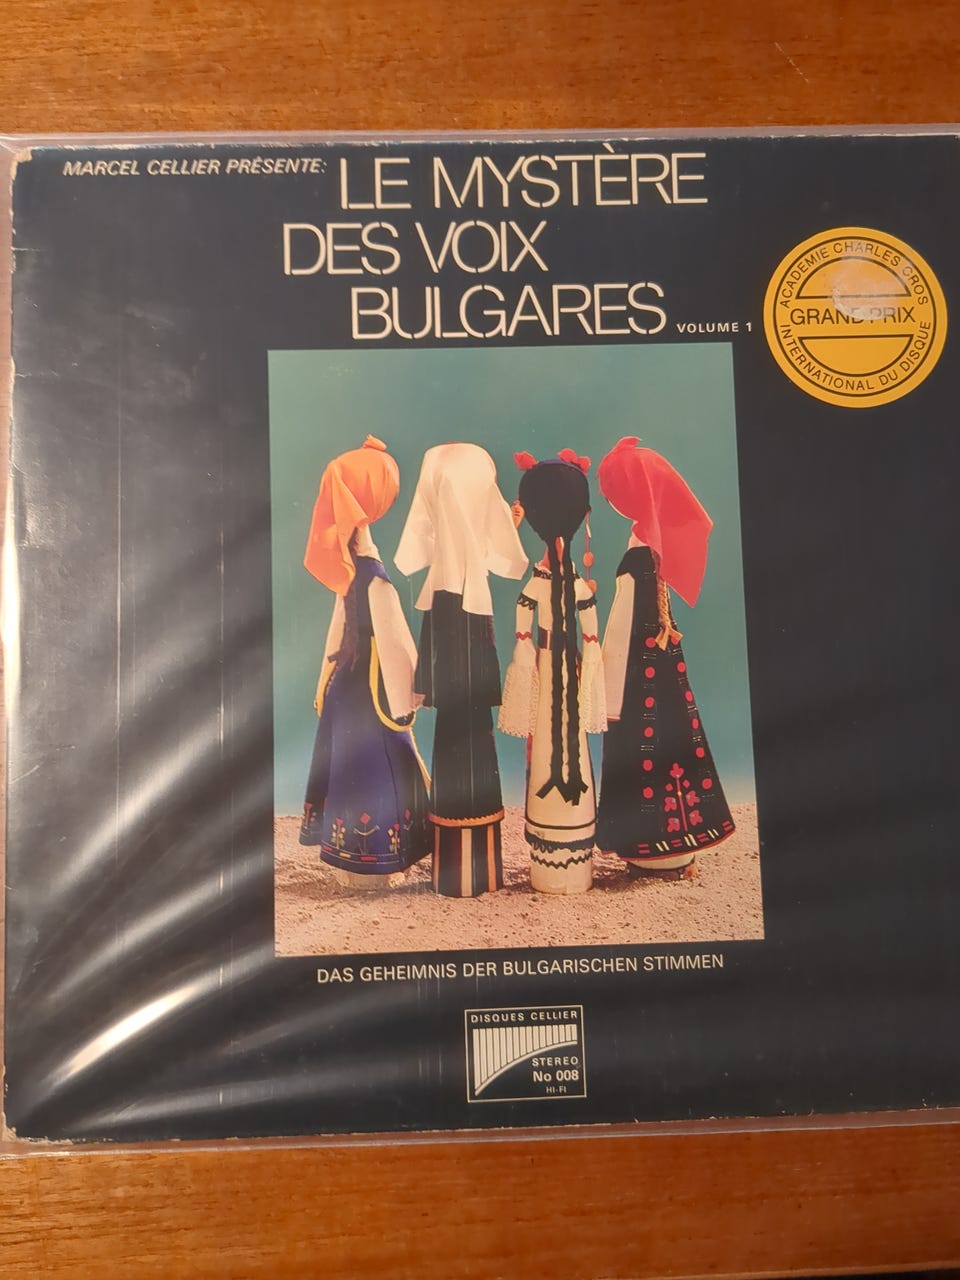 MARCEL CELLIER PRÉSENTE:
LE MYSTÈRE
DES VOIX
BULGARES
VOLUME 1
ACADEMIE CHARLES CROS
GRAND PRIX
INTERNATIONAL DU DISQUE
DAS GEHEIMNIS DER BULGARISCHEN STIMMEN
DISQUES CELLIER
STEREO
No 008
HI-FI